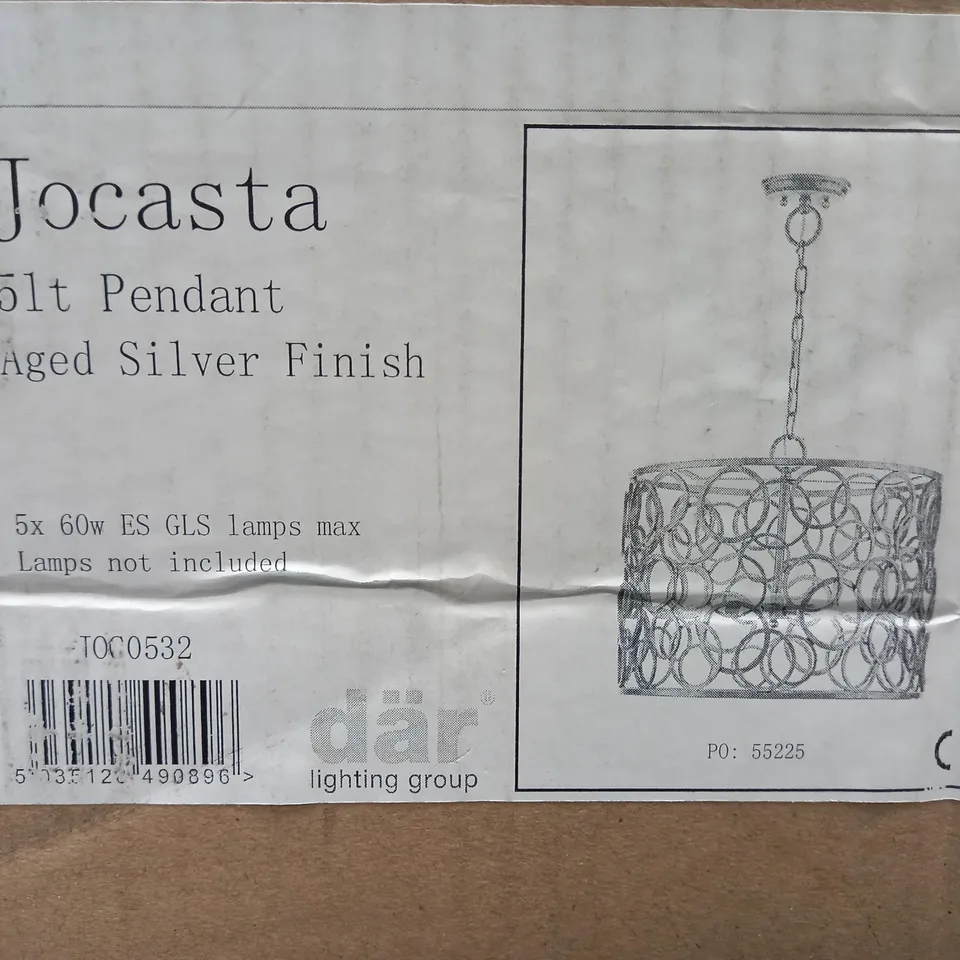 Jocasta
5lt Pendant
Aged Silver Finish
5x 60w ES GLS lamps max
Lamps not included
JOC0532
där®
lighting group
PO: 55225